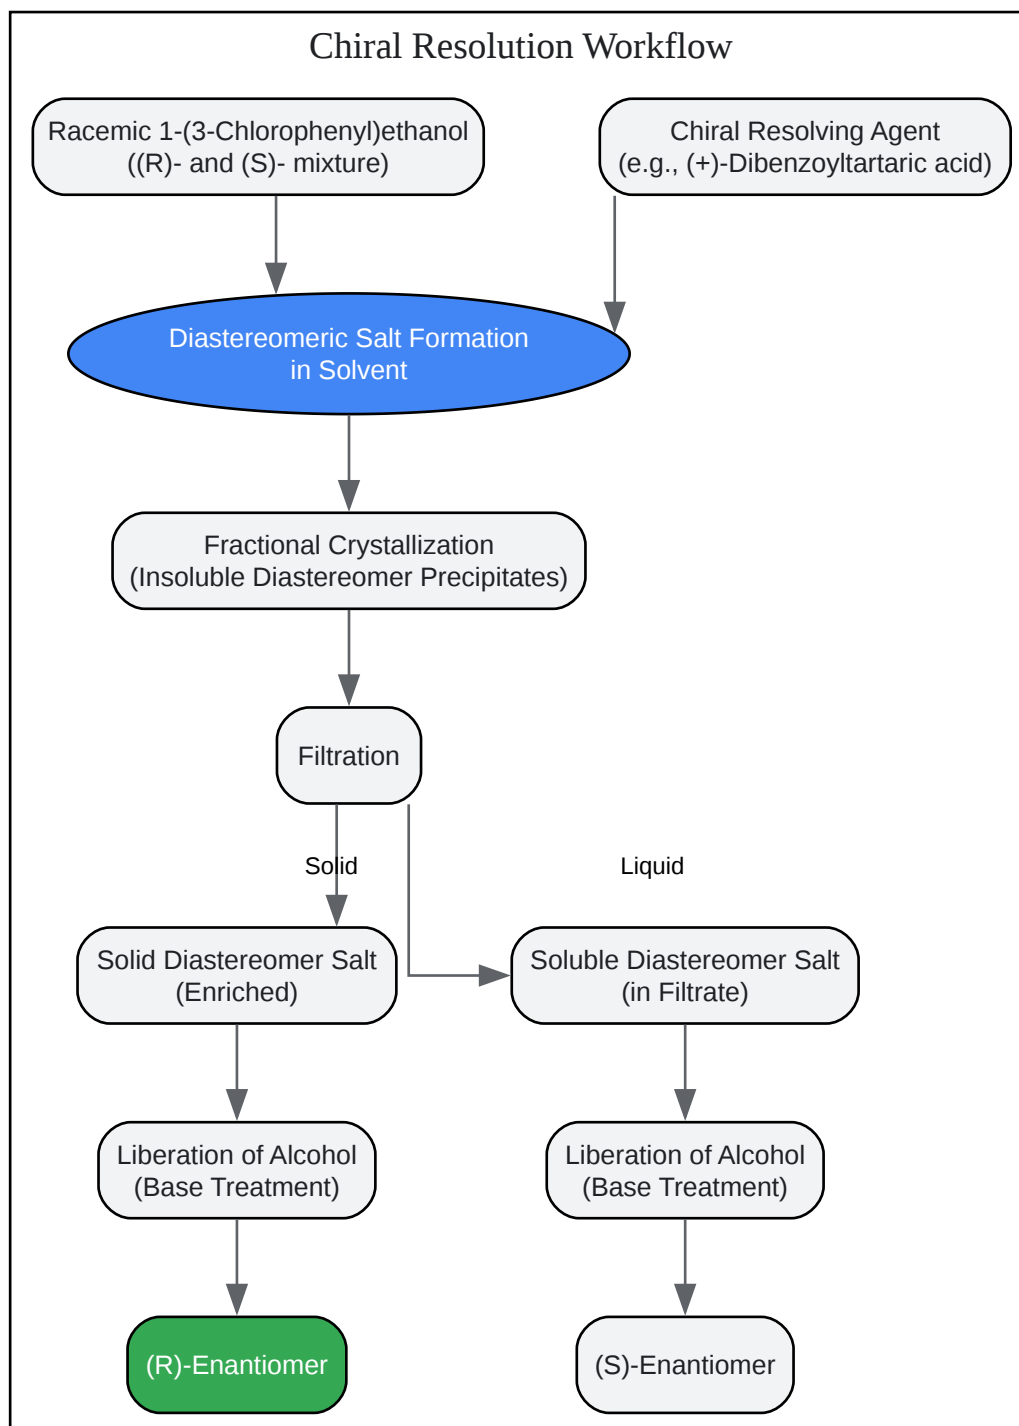 Chiral Resolution Workflow
Racemic 1-(3-Chlorophenyl)ethanol
((R)- and (S)- mixture)
Chiral Resolving Agent
(e.g., (+)-Dibenzoyltartaric acid)
Diastereomeric Salt Formation
in Solvent
Fractional Crystallization
(Insoluble Diastereomer Precipitates)
Filtration
Solid
Liquid
Solid Diastereomer Salt
(Enriched)
Soluble Diastereomer Salt
(in Filtrate)
Liberation of Alcohol
(Base Treatment)
Liberation of Alcohol
(Base Treatment)
(R)-Enantiomer
(S)-Enantiomer